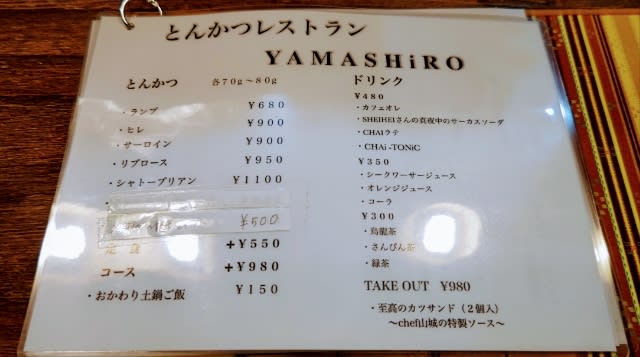 とんかつレストラン
YAMASHiRO
とんかつ 各70g～80g
・ランプ ¥680
・ヒレ ¥900
・サーロイン ¥900
・リブロース ¥950
・シャトーブリアン ¥1100
¥500
定食 +¥550
コース +¥980
・おかわり土鍋ご飯 ¥150
ドリンク
¥480
・カフェオレ
・SHEIHEIさんの真夜中のサーカスソーダ
・CHAIラテ
・CHAi -TONiC
¥350
・シークワーサージュース
・オレンジジュース
・コーラ
¥300
・烏龍茶
・さんぴん茶
・緑茶
TAKE OUT ¥980
・至高のカツサンド（2個入）
～chef山城の特製ソース～